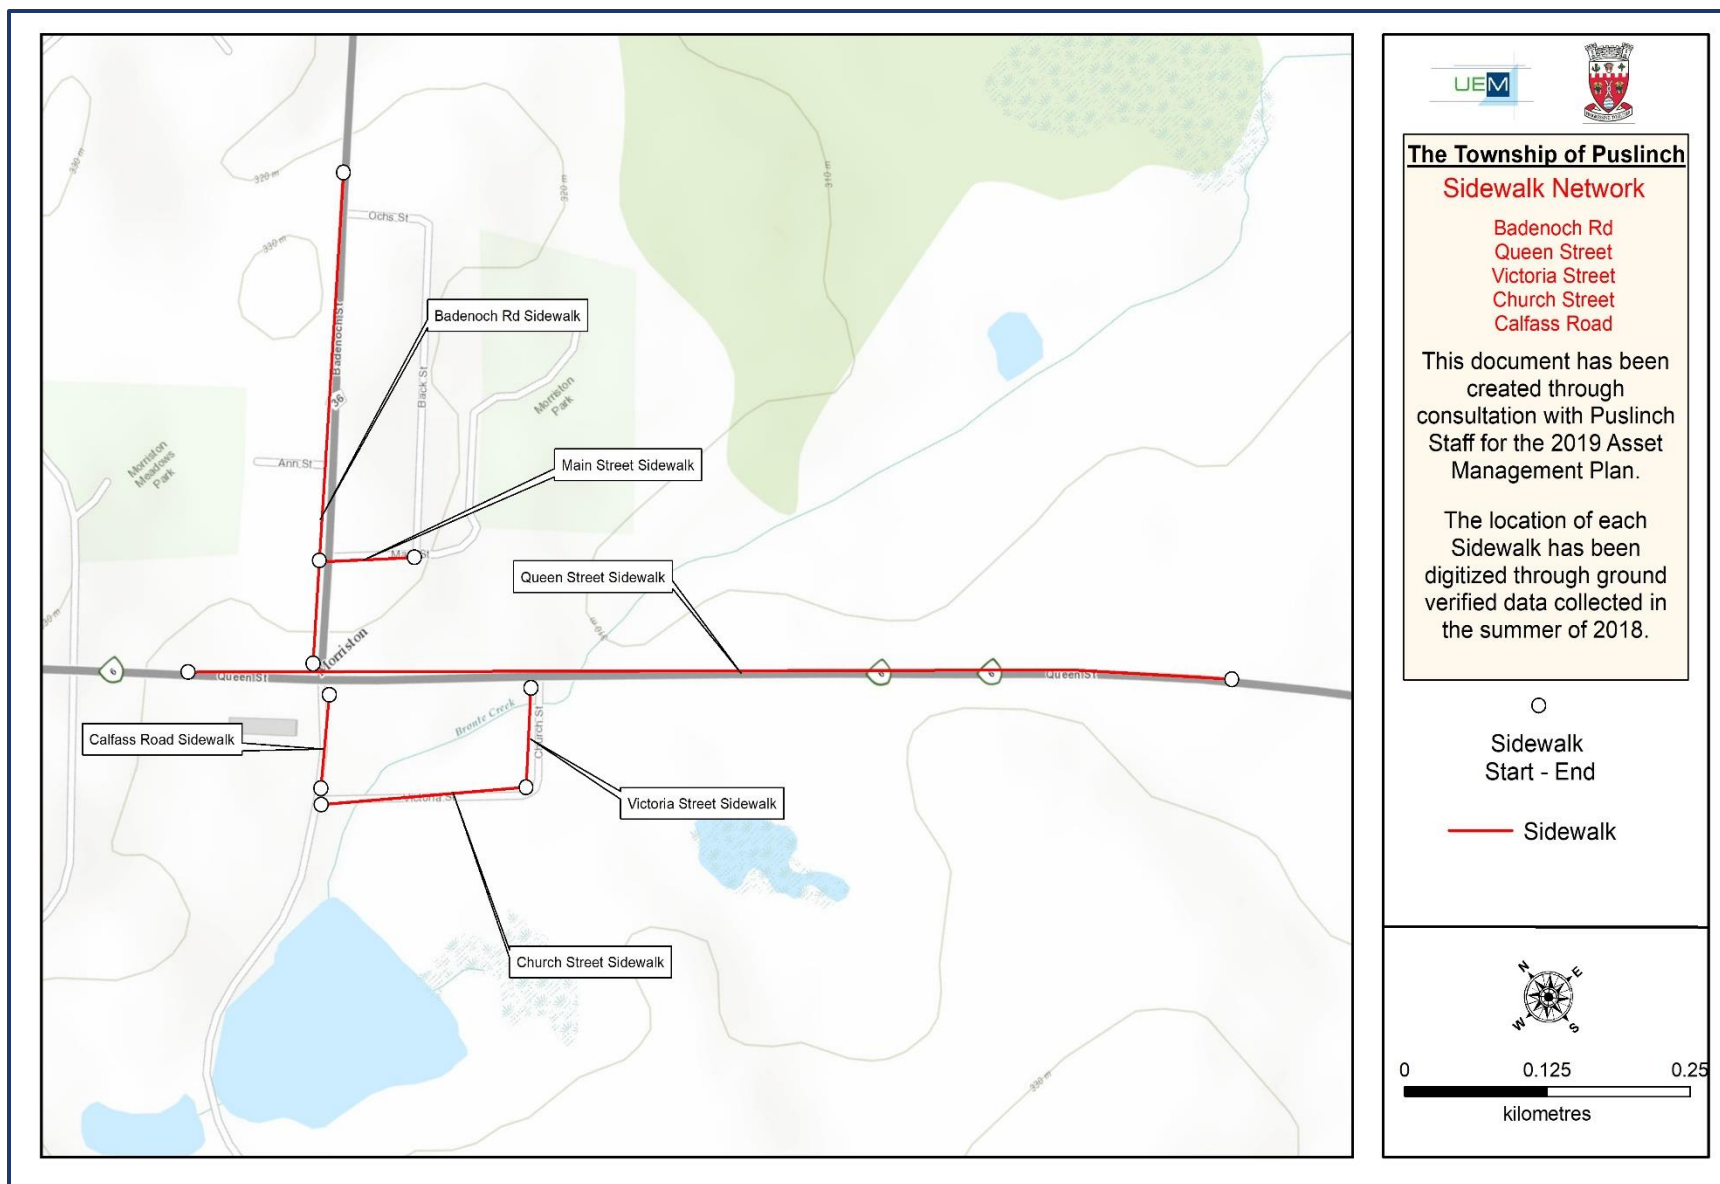 320 m
330 m
320 m
310 m
330 m
Ochs St
Badenoch Rd Sidewalk
Badenoch St
Back St
36
Morriston
Park
Morriston
Meadows
Park
Ann St
Main Street Sidewalk
Queen Street Sidewalk
310 m
Morriston
6
Queen St
6
6
Queen St
Bronte Creek
Church St
Calfass Road Sidewalk
Victoria St
Victoria Street Sidewalk
Church Street Sidewalk
330 m
UEM
The Township of Puslinch
Sidewalk Network
Badenoch Rd
Queen Street
Victoria Street
Church Street
Calfass Road
This document has been
created through
consultation with Puslinch
Staff for the 2019 Asset
Management Plan.
The location of each
Sidewalk has been
digitized through ground
verified data collected in
the summer of 2018.
Sidewalk
Start - End
Sidewalk
N
E
W
S
0
0.125
0.25
kilometres